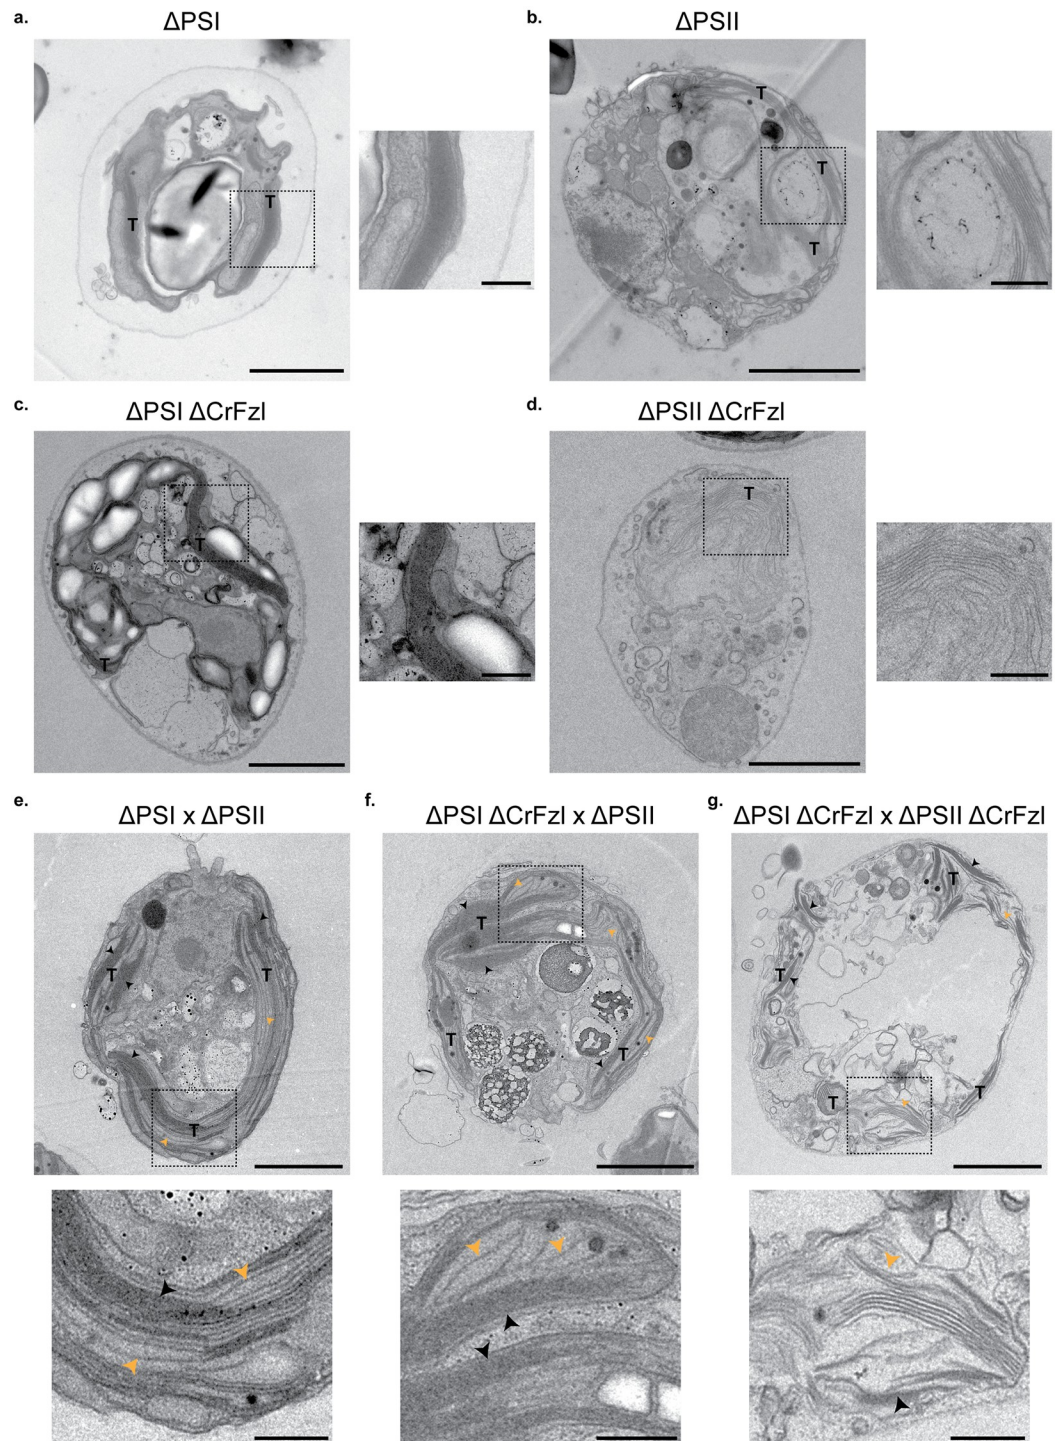 a.
ΔPSI
T
T
b.
ΔPSII
T
T
T
c.
ΔPSI ΔCrFzl
T
T
d.
ΔPSII ΔCrFzl
T
e.
ΔPSI x ΔPSII
T
T
T
f.
ΔPSI ΔCrFzl x ΔPSII
T
T
T
g.
ΔPSI ΔCrFzl x ΔPSII ΔCrFzl
T
T
T
T